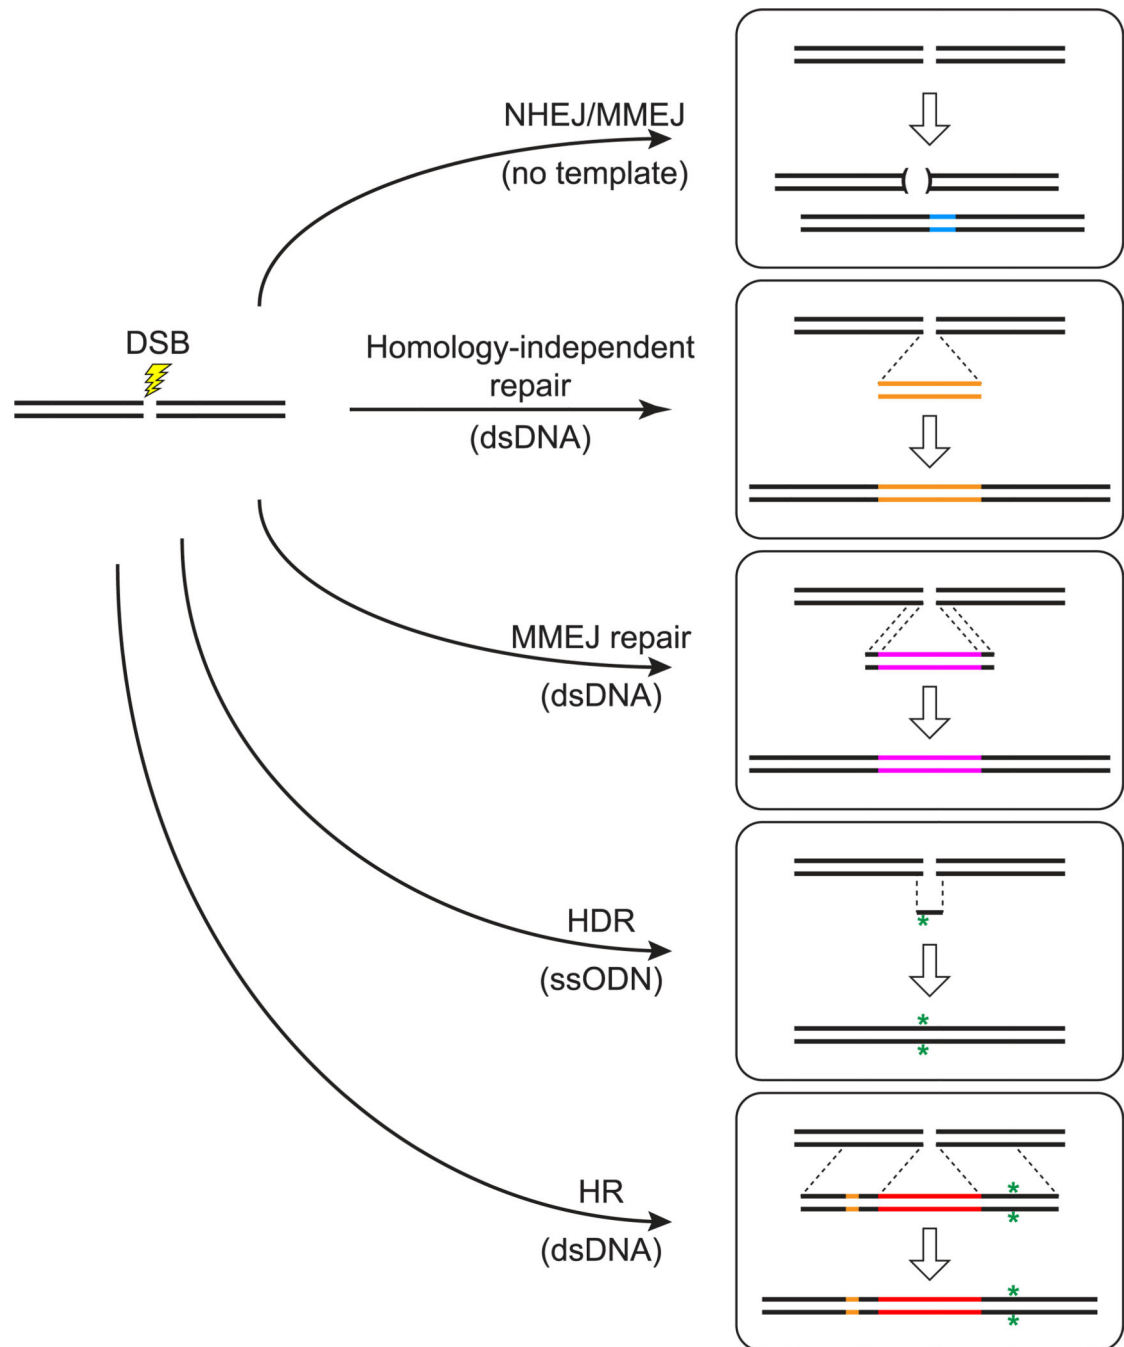 NHEJ/MMEJ
(no template)
DSB
Homology-independent
repair
(dsDNA)
MMEJ repair
(dsDNA)
HDR
(ssODN)
*
*
*
HR
(dsDNA)
*
*
*
*